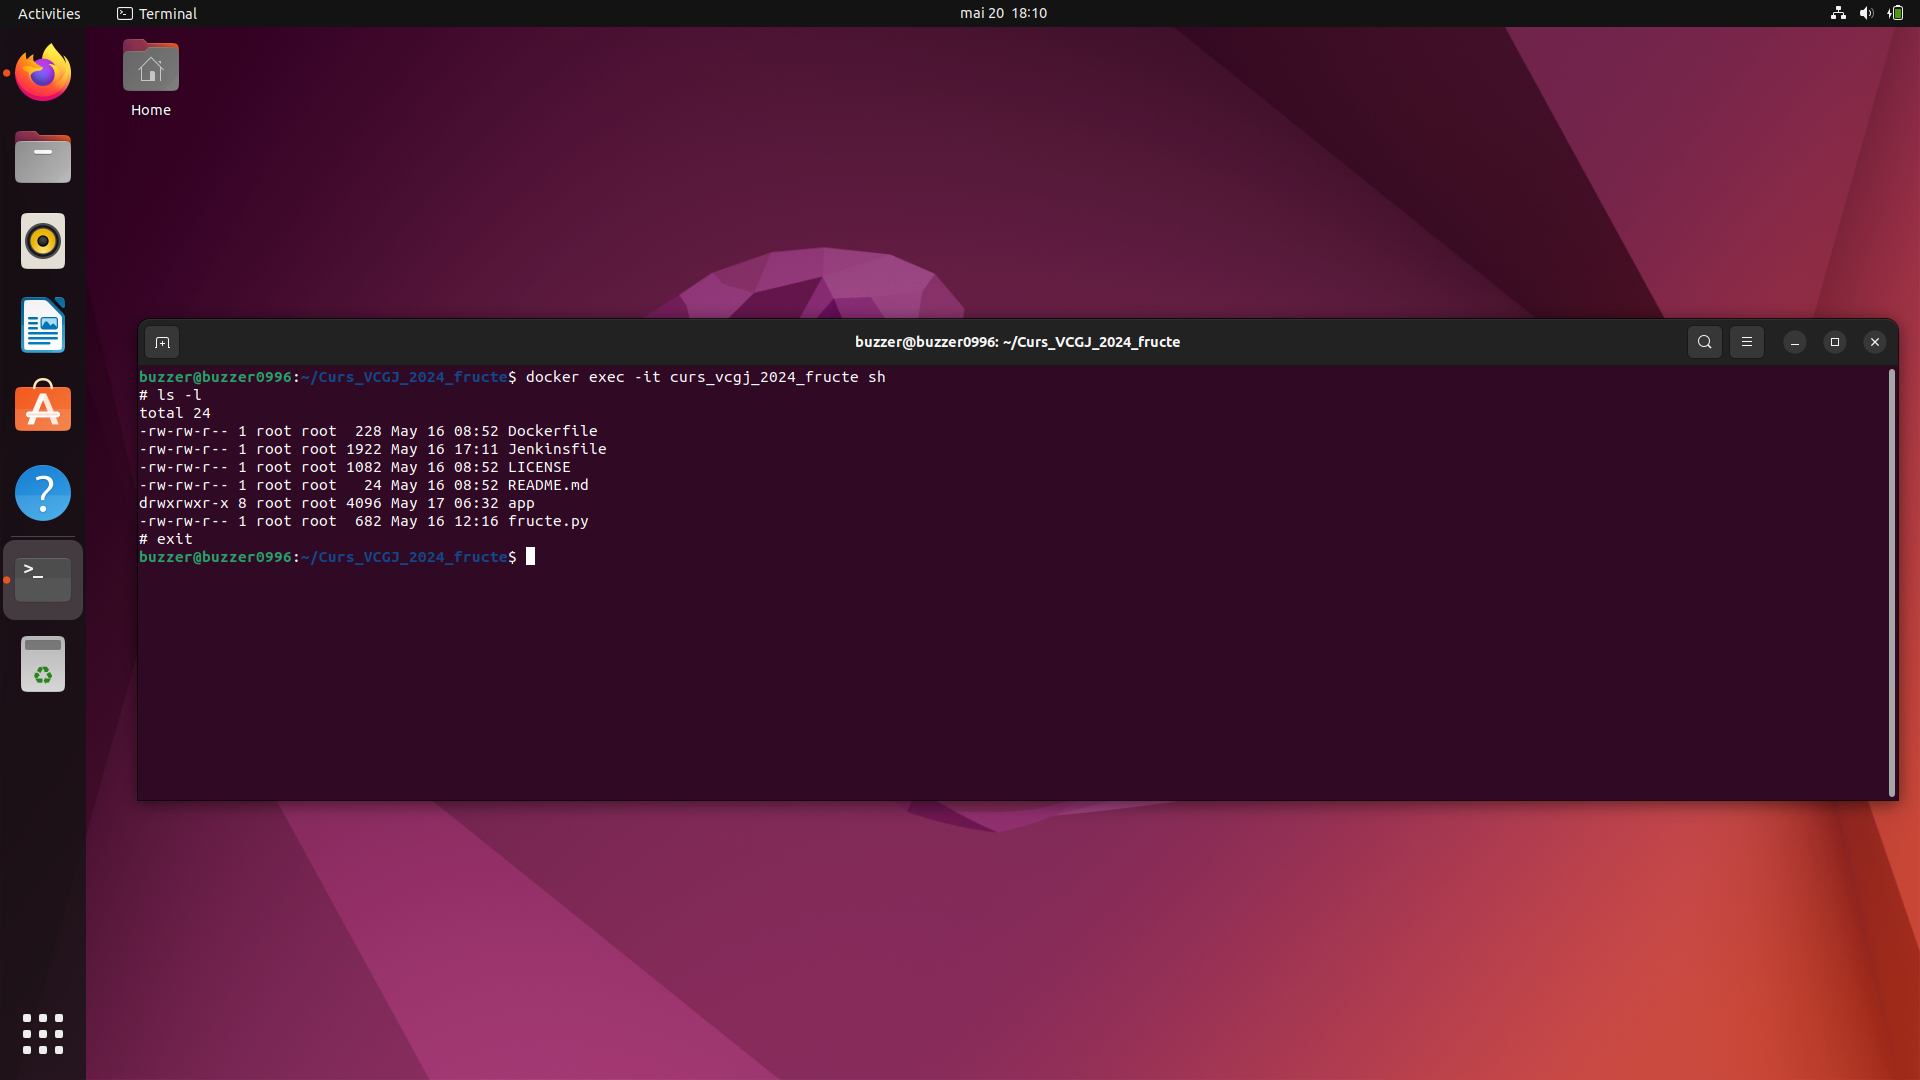 Activities
Terminal
mai 20 18:10
Home
buzzer@buzzer0996: ~/Curs_VCGJ_2024_fructe
buzzer@buzzer0996:~/Curs_VCGJ_2024_fructe$ docker exec -it curs_vcgj_2024_fructe sh
# ls -l
total 24
-rw-rw-r-- 1 root root  228 May 16 08:52 Dockerfile
-rw-rw-r-- 1 root root 1922 May 16 17:11 Jenkinsfile
-rw-rw-r-- 1 root root 1082 May 16 08:52 LICENSE
-rw-rw-r-- 1 root root   24 May 16 08:52 README.md
drwxrwxr-x 8 root root 4096 May 17 06:32 app
-rw-rw-r-- 1 root root  682 May 16 12:16 fructe.py
# exit
buzzer@buzzer0996:~/Curs_VCGJ_2024_fructe$